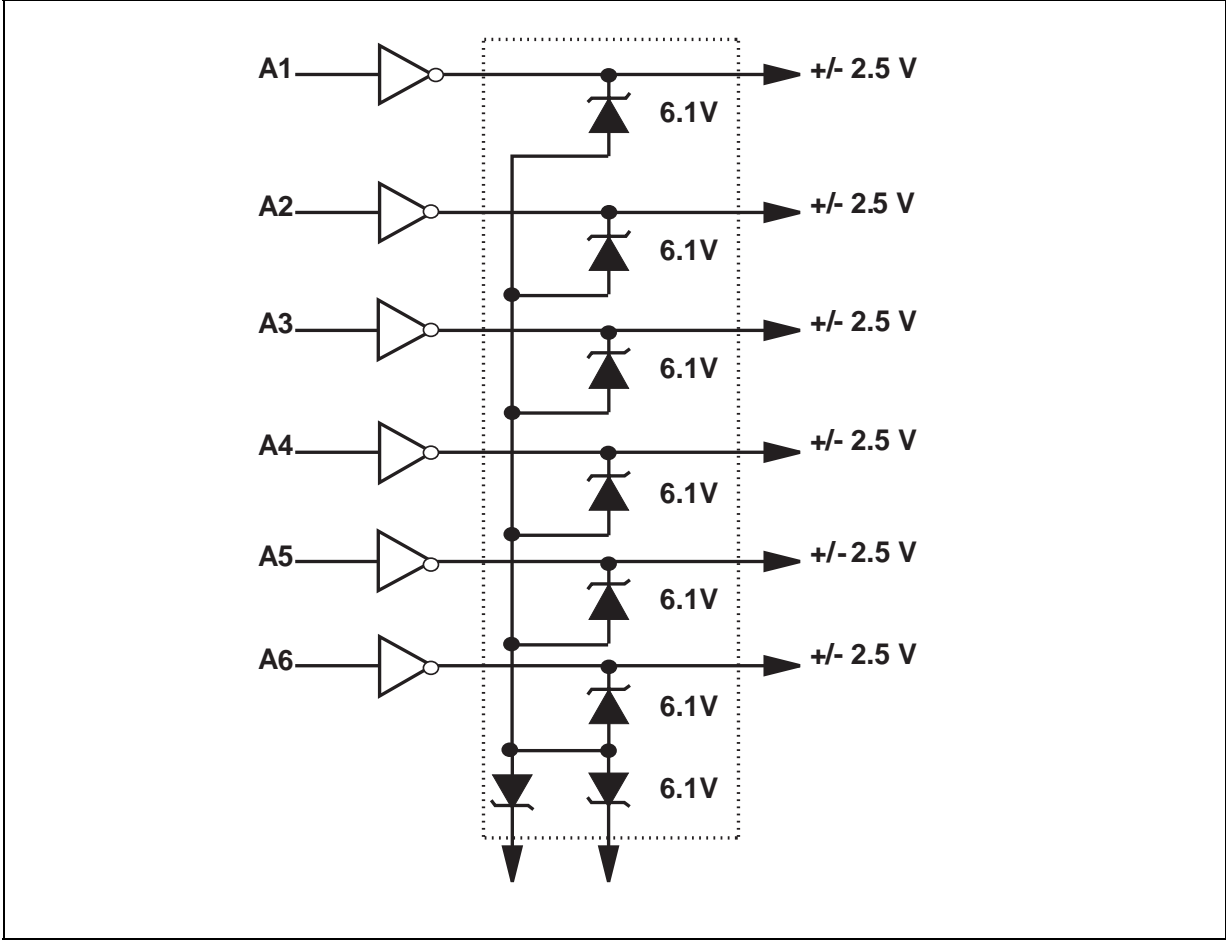 A1 +/- 2.5 V
6.1V
A2 +/- 2.5 V
6.1V
A3 +/- 2.5 V
6.1V
A4 +/- 2.5 V
6.1V
A5 +/- 2.5 V
6.1V
A6 +/- 2.5 V
6.1V
6.1V